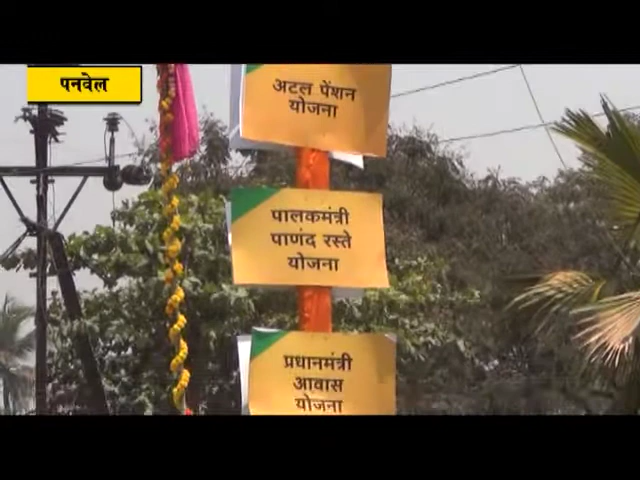 पनवेल
अटल पेंशन
योजना
पालकमंत्री
पाणंद रस्ते
योजना
प्रधानमंत्री
आवास
योजना